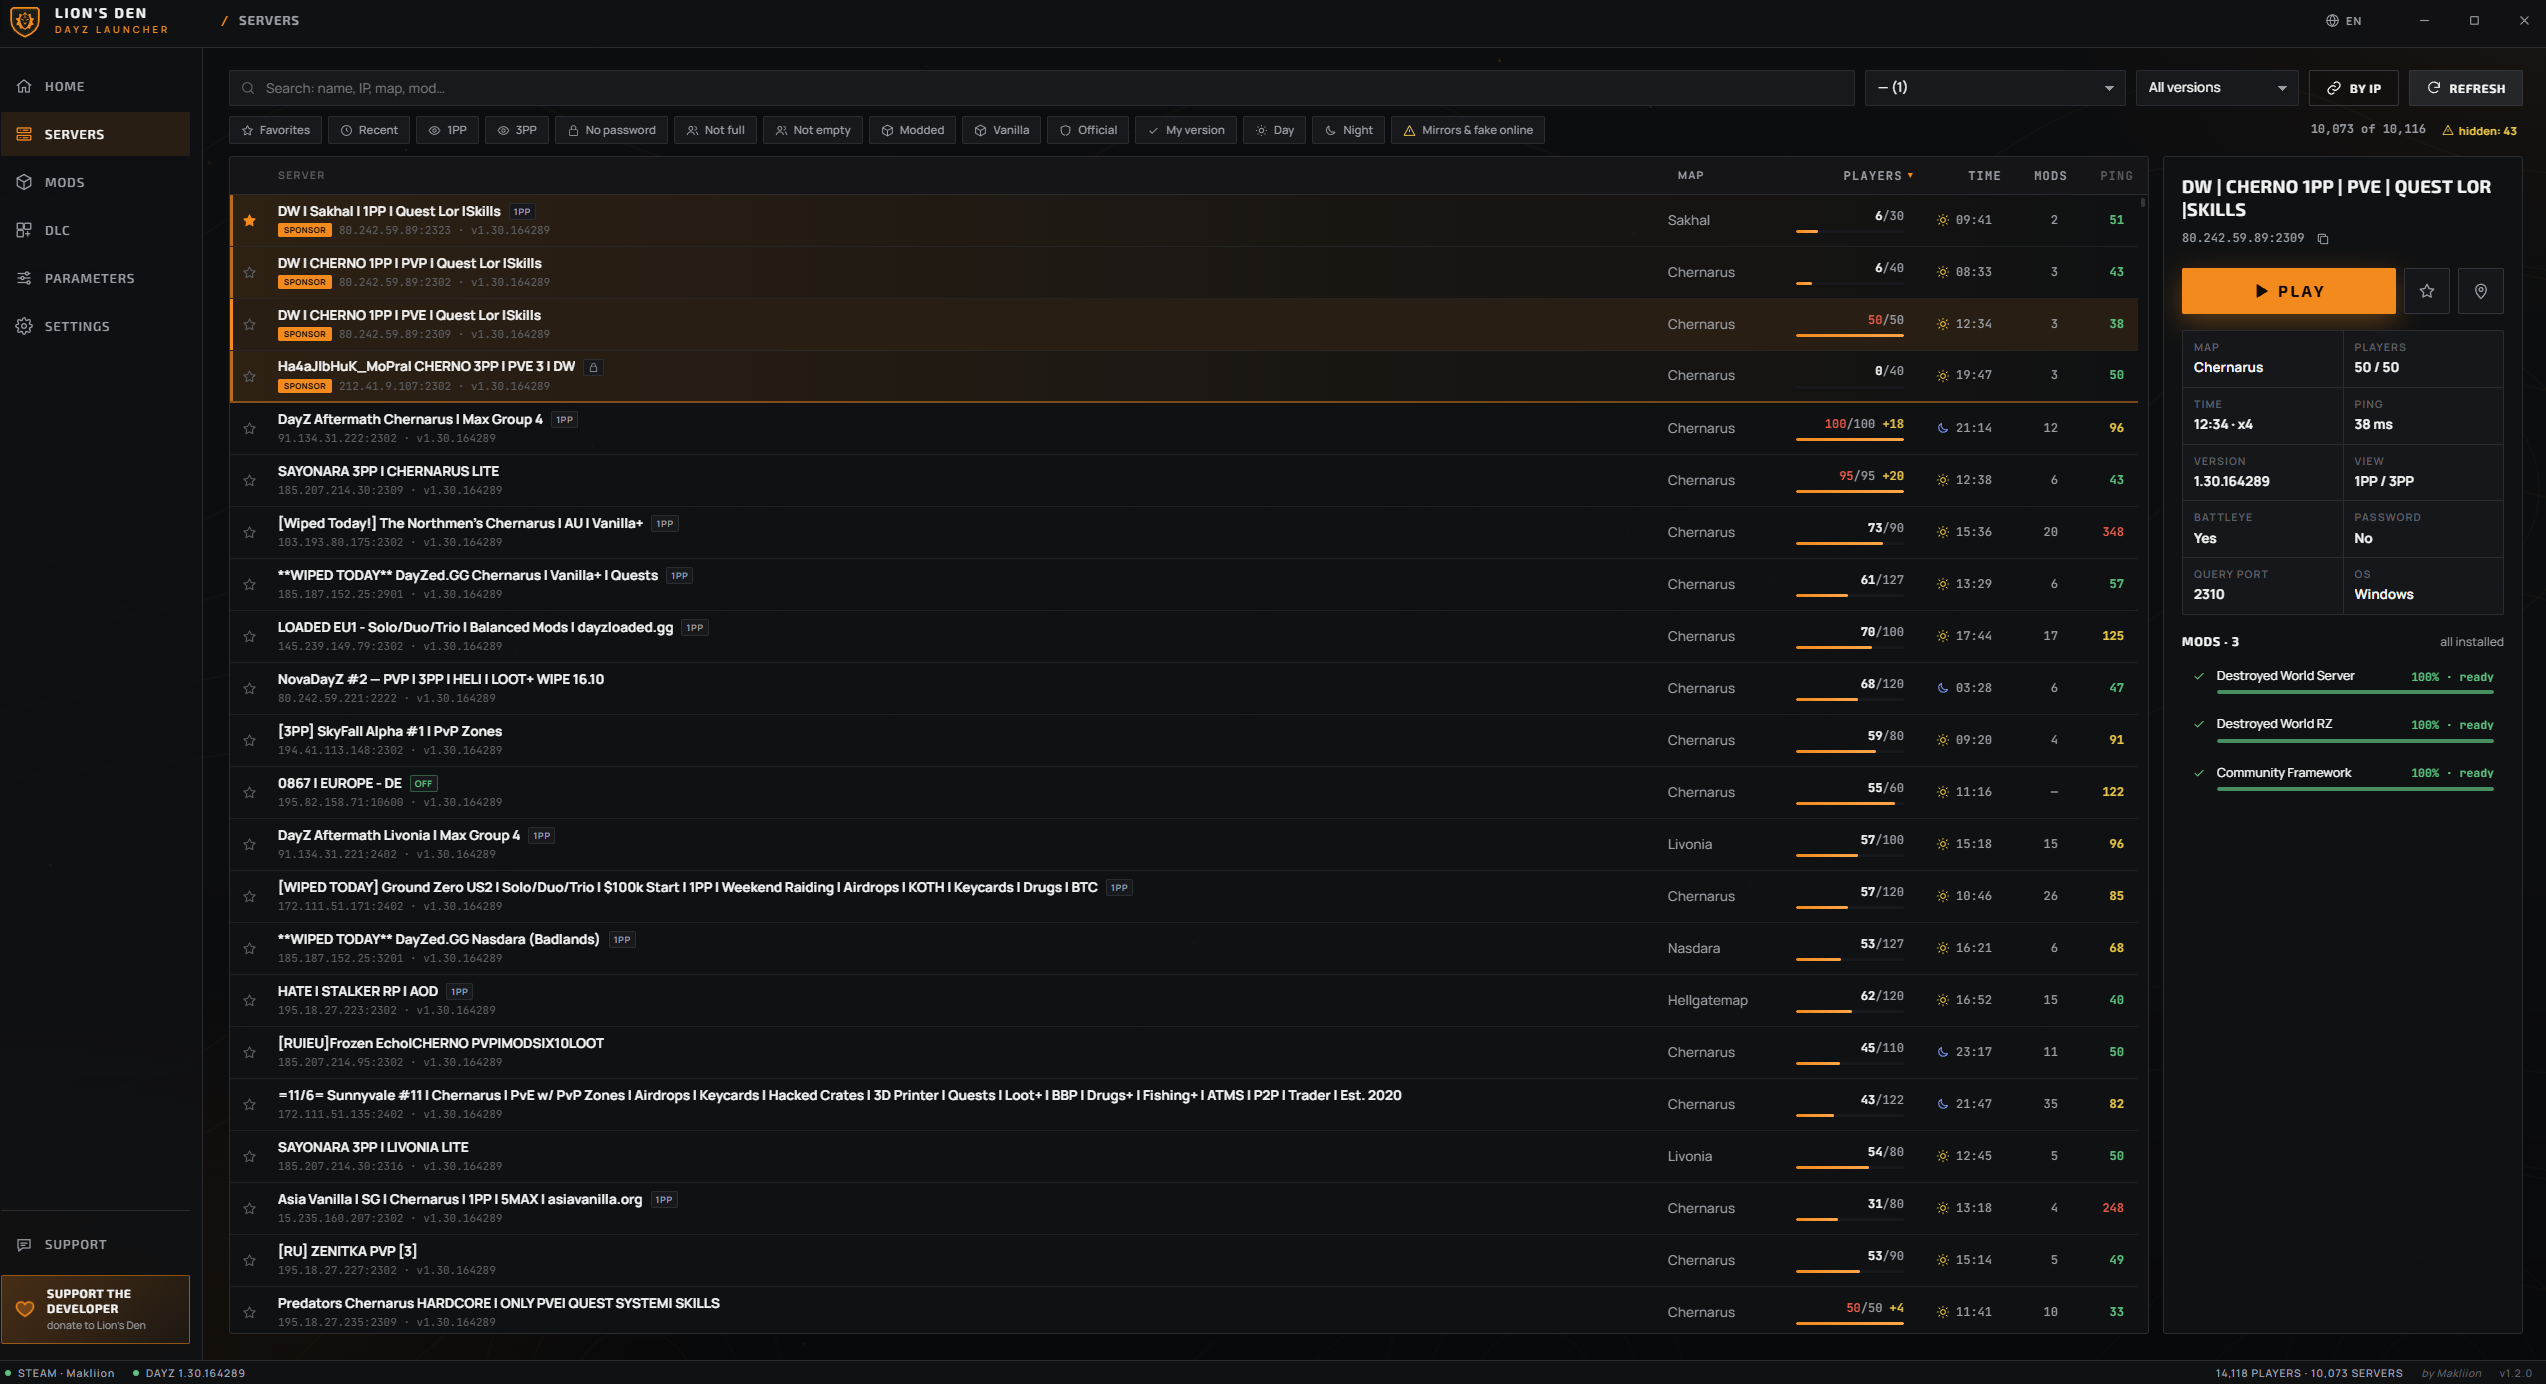 LION'S DEN
DAYZ LAUNCHER
/ SERVERS
EN
HOME
SERVERS
MODS
DLC
PARAMETERS
SETTINGS
Search: name, IP, map, mod...
— (1)
All versions
BY IP
REFRESH
Favorites
Recent
1PP
3PP
No password
Not full
Not empty
Modded
Vanilla
Official
My version
Day
Night
Mirrors & fake online
10,073 of 10,116
hidden: 43
SERVER MAP PLAYERS TIME MODS PING
DW | Sakhal | 1PP | Quest Lor |Skills 1PP
SPONSOR 80.242.59.89:2323 · v1.30.164289
Sakhal 6/30 09:41 2 51
DW | CHERNO 1PP | PVP | Quest Lor |Skills
SPONSOR 80.242.59.89:2302 · v1.30.164289
Chernarus 6/40 08:33 3 43
DW | CHERNO 1PP | PVE | Quest Lor |Skills
SPONSOR 80.242.59.89:2309 · v1.30.164289
Chernarus 50/50 12:34 3 38
Ha4aJlbHuK_MoPraI CHERNO 3PP | PVE 3 | DW
SPONSOR 212.41.9.107:2302 · v1.30.164289
Chernarus 0/40 19:47 3 50
DayZ Aftermath Chernarus | Max Group 4 1PP
91.134.31.222:2302 · v1.30.164289
Chernarus 100/100 +18 21:14 12 96
SAYONARA 3PP | CHERNARUS LITE
185.207.214.30:2309 · v1.30.164289
Chernarus 95/95 +20 12:38 6 43
[Wiped Today!] The Northmen's Chernarus | AU | Vanilla+ 1PP
103.193.80.175:2302 · v1.30.164289
Chernarus 73/90 15:36 20 348
**WIPED TODAY** DayZed.GG Chernarus | Vanilla+ | Quests 1PP
185.187.152.25:2901 · v1.30.164289
Chernarus 61/127 13:29 6 57
LOADED EU1 - Solo/Duo/Trio | Balanced Mods | dayzloaded.gg 1PP
145.239.149.79:2302 · v1.30.164289
Chernarus 70/100 17:44 17 125
NovaDayZ #2 — PVP | 3PP | HELI | LOOT+ WIPE 16.10
80.242.59.221:2222 · v1.30.164289
Chernarus 68/120 03:28 6 47
[3PP] SkyFall Alpha #1 | PvP Zones
194.41.113.148:2302 · v1.30.164289
Chernarus 59/80 09:20 4 91
0867 | EUROPE - DE OFF
195.82.158.71:10600 · v1.30.164289
Chernarus 55/60 11:16 — 122
DayZ Aftermath Livonia | Max Group 4 1PP
91.134.31.221:2402 · v1.30.164289
Livonia 57/100 15:18 15 96
[WIPED TODAY] Ground Zero US2 | Solo/Duo/Trio | $100k Start | 1PP | Weekend Raiding | Airdrops | KOTH | Keycards | Drugs | BTC 1PP
172.111.51.171:2402 · v1.30.164289
Chernarus 57/120 10:46 26 85
**WIPED TODAY** DayZed.GG Nasdara (Badlands) 1PP
185.187.152.25:3201 · v1.30.164289
Nasdara 53/127 16:21 6 68
HATE | STALKER RP | AOD 1PP
195.18.27.223:2302 · v1.30.164289
Hellgatemap 62/120 16:52 15 40
[RU|EU]Frozen Echo|CHERNO PVP|MODS|X10LOOT
185.207.214.95:2302 · v1.30.164289
Chernarus 45/110 23:17 11 50
=11/6= Sunnyvale #11 | Chernarus | PvE w/ PvP Zones | Airdrops | Keycards | Hacked Crates | 3D Printer | Quests | Loot+ | BBP | Drugs+ | Fishing+ | ATMS | P2P | Trader | Est. 2020
172.111.51.135:2402 · v1.30.164289
Chernarus 43/122 21:47 35 82
SAYONARA 3PP | LIVONIA LITE
185.207.214.30:2316 · v1.30.164289
Livonia 54/80 12:45 5 50
Asia Vanilla | SG | Chernarus | 1PP | 5MAX | asiavanilla.org 1PP
15.235.160.207:2302 · v1.30.164289
Chernarus 31/80 13:18 4 248
[RU] ZENITKA PVP [3]
195.18.27.227:2302 · v1.30.164289
Chernarus 53/90 15:14 5 49
Predators Chernarus HARDCORE | ONLY PVE| QUEST SYSTEM| SKILLS
195.18.27.235:2309 · v1.30.164289
Chernarus 50/50 +4 11:41 10 33
DW | CHERNO 1PP | PVE | QUEST LOR
|SKILLS
80.242.59.89:2309
PLAY
MAP PLAYERS
Chernarus 50 / 50
TIME PING
12:34 · x4 38 ms
VERSION VIEW
1.30.164289 1PP / 3PP
BATTLEYE PASSWORD
Yes No
QUERY PORT OS
2310 Windows
MODS · 3 all installed
Destroyed World Server 100% · ready
Destroyed World RZ 100% · ready
Community Framework 100% · ready
SUPPORT
SUPPORT THE
DEVELOPER
donate to Lion's Den
STEAM · Makliion DAYZ 1.30.164289
14,118 PLAYERS · 10,073 SERVERS by Makliion v1.2.0